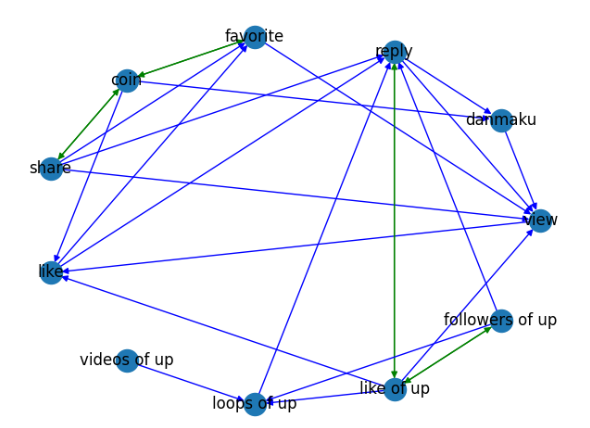 favorite
reply
coin
danmaku
share
view
like
followers of up
videos of up
like of up
loops of up